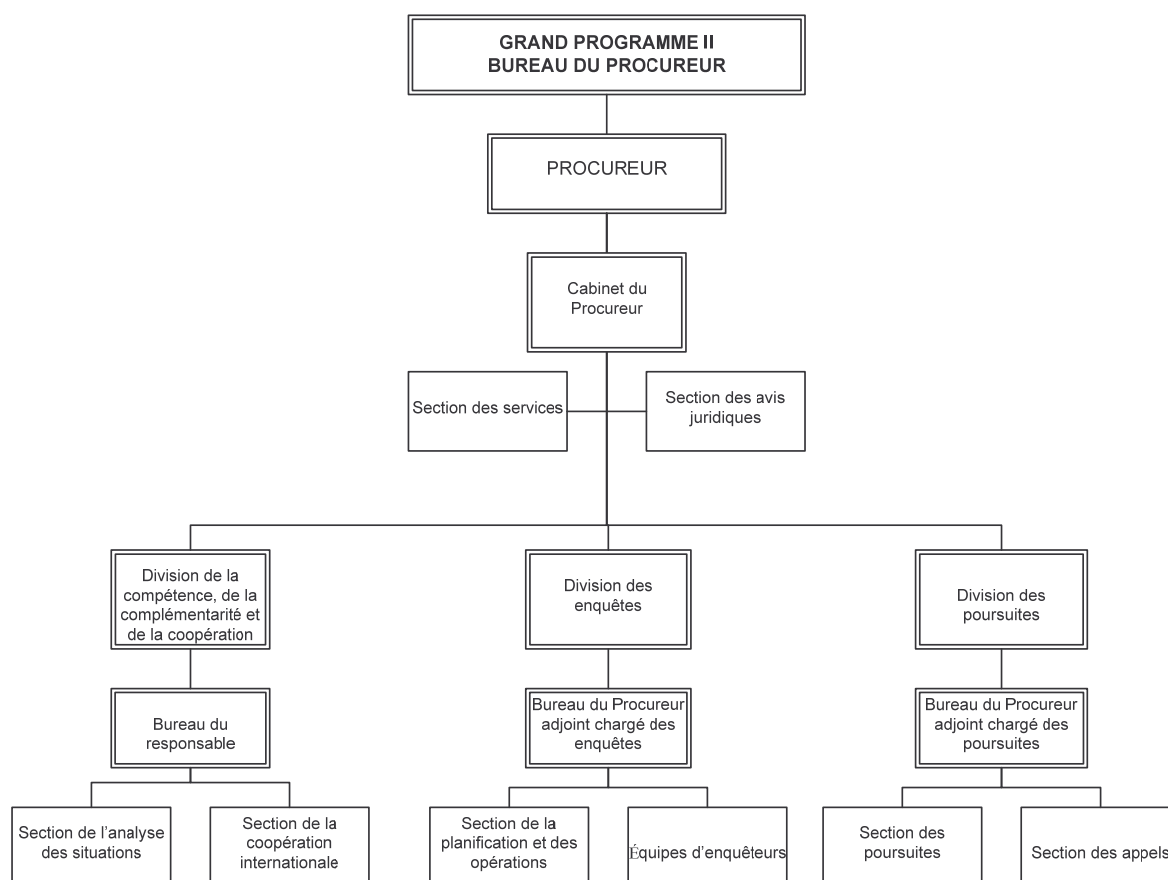 GRAND PROGRAMME II
BUREAU DU PROCUREUR
PROCUREUR
Cabinet du
Procureur
Section des services
Section des avis
juridiques
Division de la
compétence, de la
complémentarité et
de la coopération
Division des
enquêtes
Division des
poursuites
Bureau du
responsable
Bureau du Procureur
adjoint chargé des
enquêtes
Bureau du Procureur
adjoint chargé des
poursuites
Section de l'analyse
des situations
Section de la
coopération
internationale
Section de la
planification et des
opérations
Équipes d'enquêteurs
Section des
poursuites
Section des appels